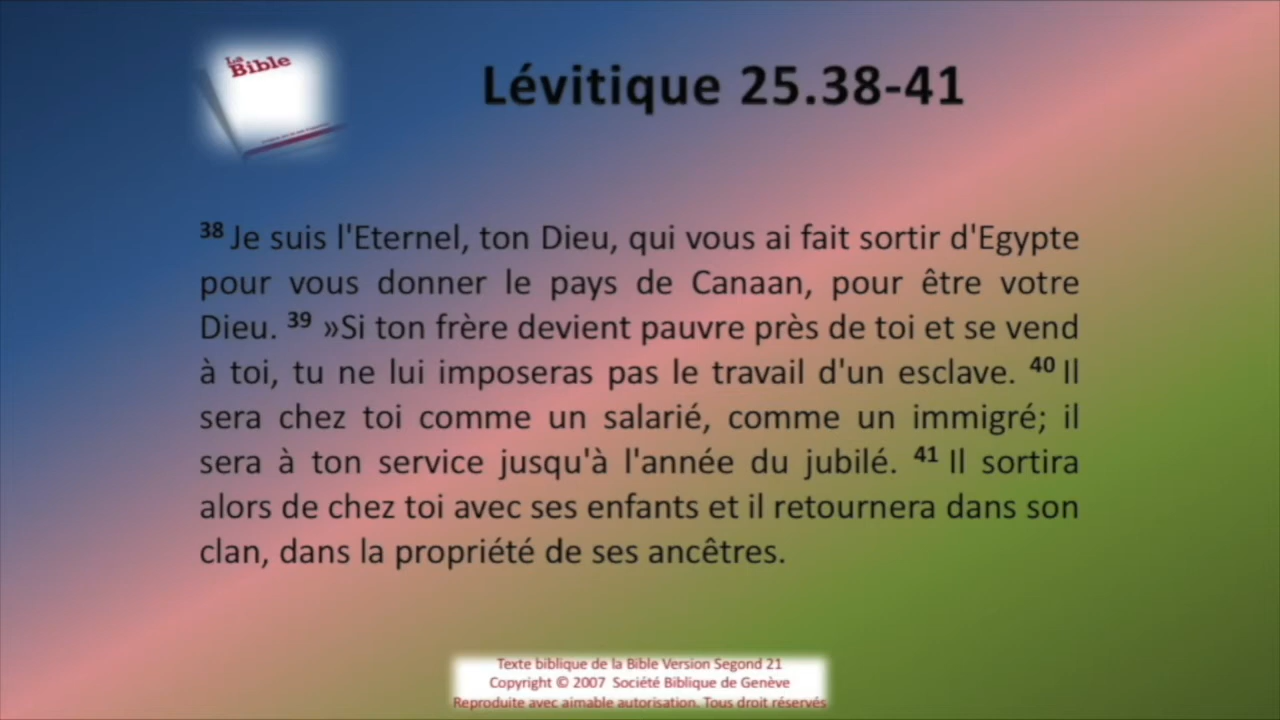 La
Bible
Lévitique 25.38-41
38 Je suis l'Eternel, ton Dieu, qui vous ai fait sortir d'Egypte
pour vous donner le pays de Canaan, pour être votre
Dieu. 39 »Si ton frère devient pauvre près de toi et se vend
à toi, tu ne lui imposeras pas le travail d'un esclave. 40 Il
sera chez toi comme un salarié, comme un immigré; il
sera à ton service jusqu'à l'année du jubilé. 41 Il sortira
alors de chez toi avec ses enfants et il retournera dans son
clan, dans la propriété de ses ancêtres.
Texte biblique de la Bible Version Segond 21
Copyright © 2007 Société Biblique de Genève
Reproduite avec aimable autorisation. Tous droit réservés